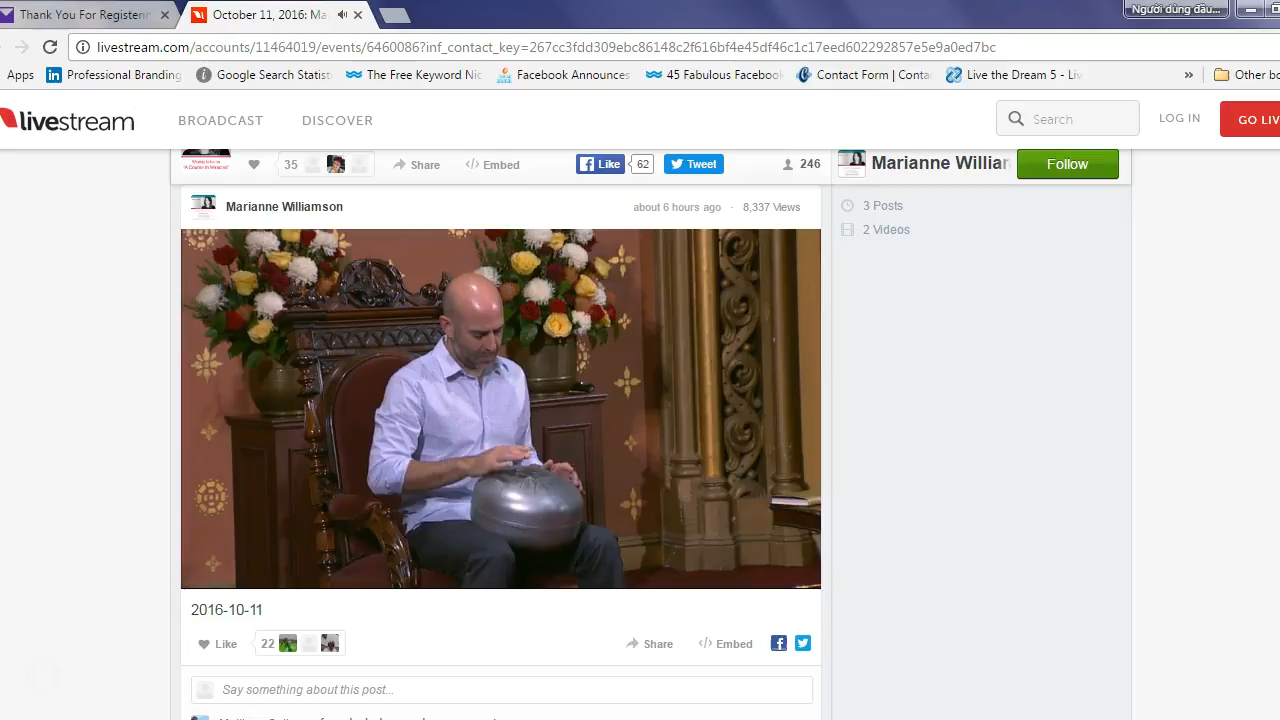 Thank You For Registenn
October 11, 2016: Ma
Người dùng đầu...
livestream.com/accounts/11464019/events/6460086?inf_contact_key=267cc3fdd309ebc86148c2f616bf4e45df46c1c17eed602292857e5e9a0ed7bc
Apps
Professional Branding
Google Search Statist
The Free Keyword Nic
Facebook Announces
45 Fabulous Facebook
Contact Form | Conta
Live the Dream 5 - Liv
»
Other bo
livestream
BROADCAST
DISCOVER
Search
LOG IN
GO LIV
35
Share
Embed
Like
62
Tweet
246
Marianne Willian
Follow
Marianne Williamson
about 6 hours ago · 8,337 Views
3 Posts
2 Videos
2016-10-11
Like
22
Share
Embed
Say something about this post...